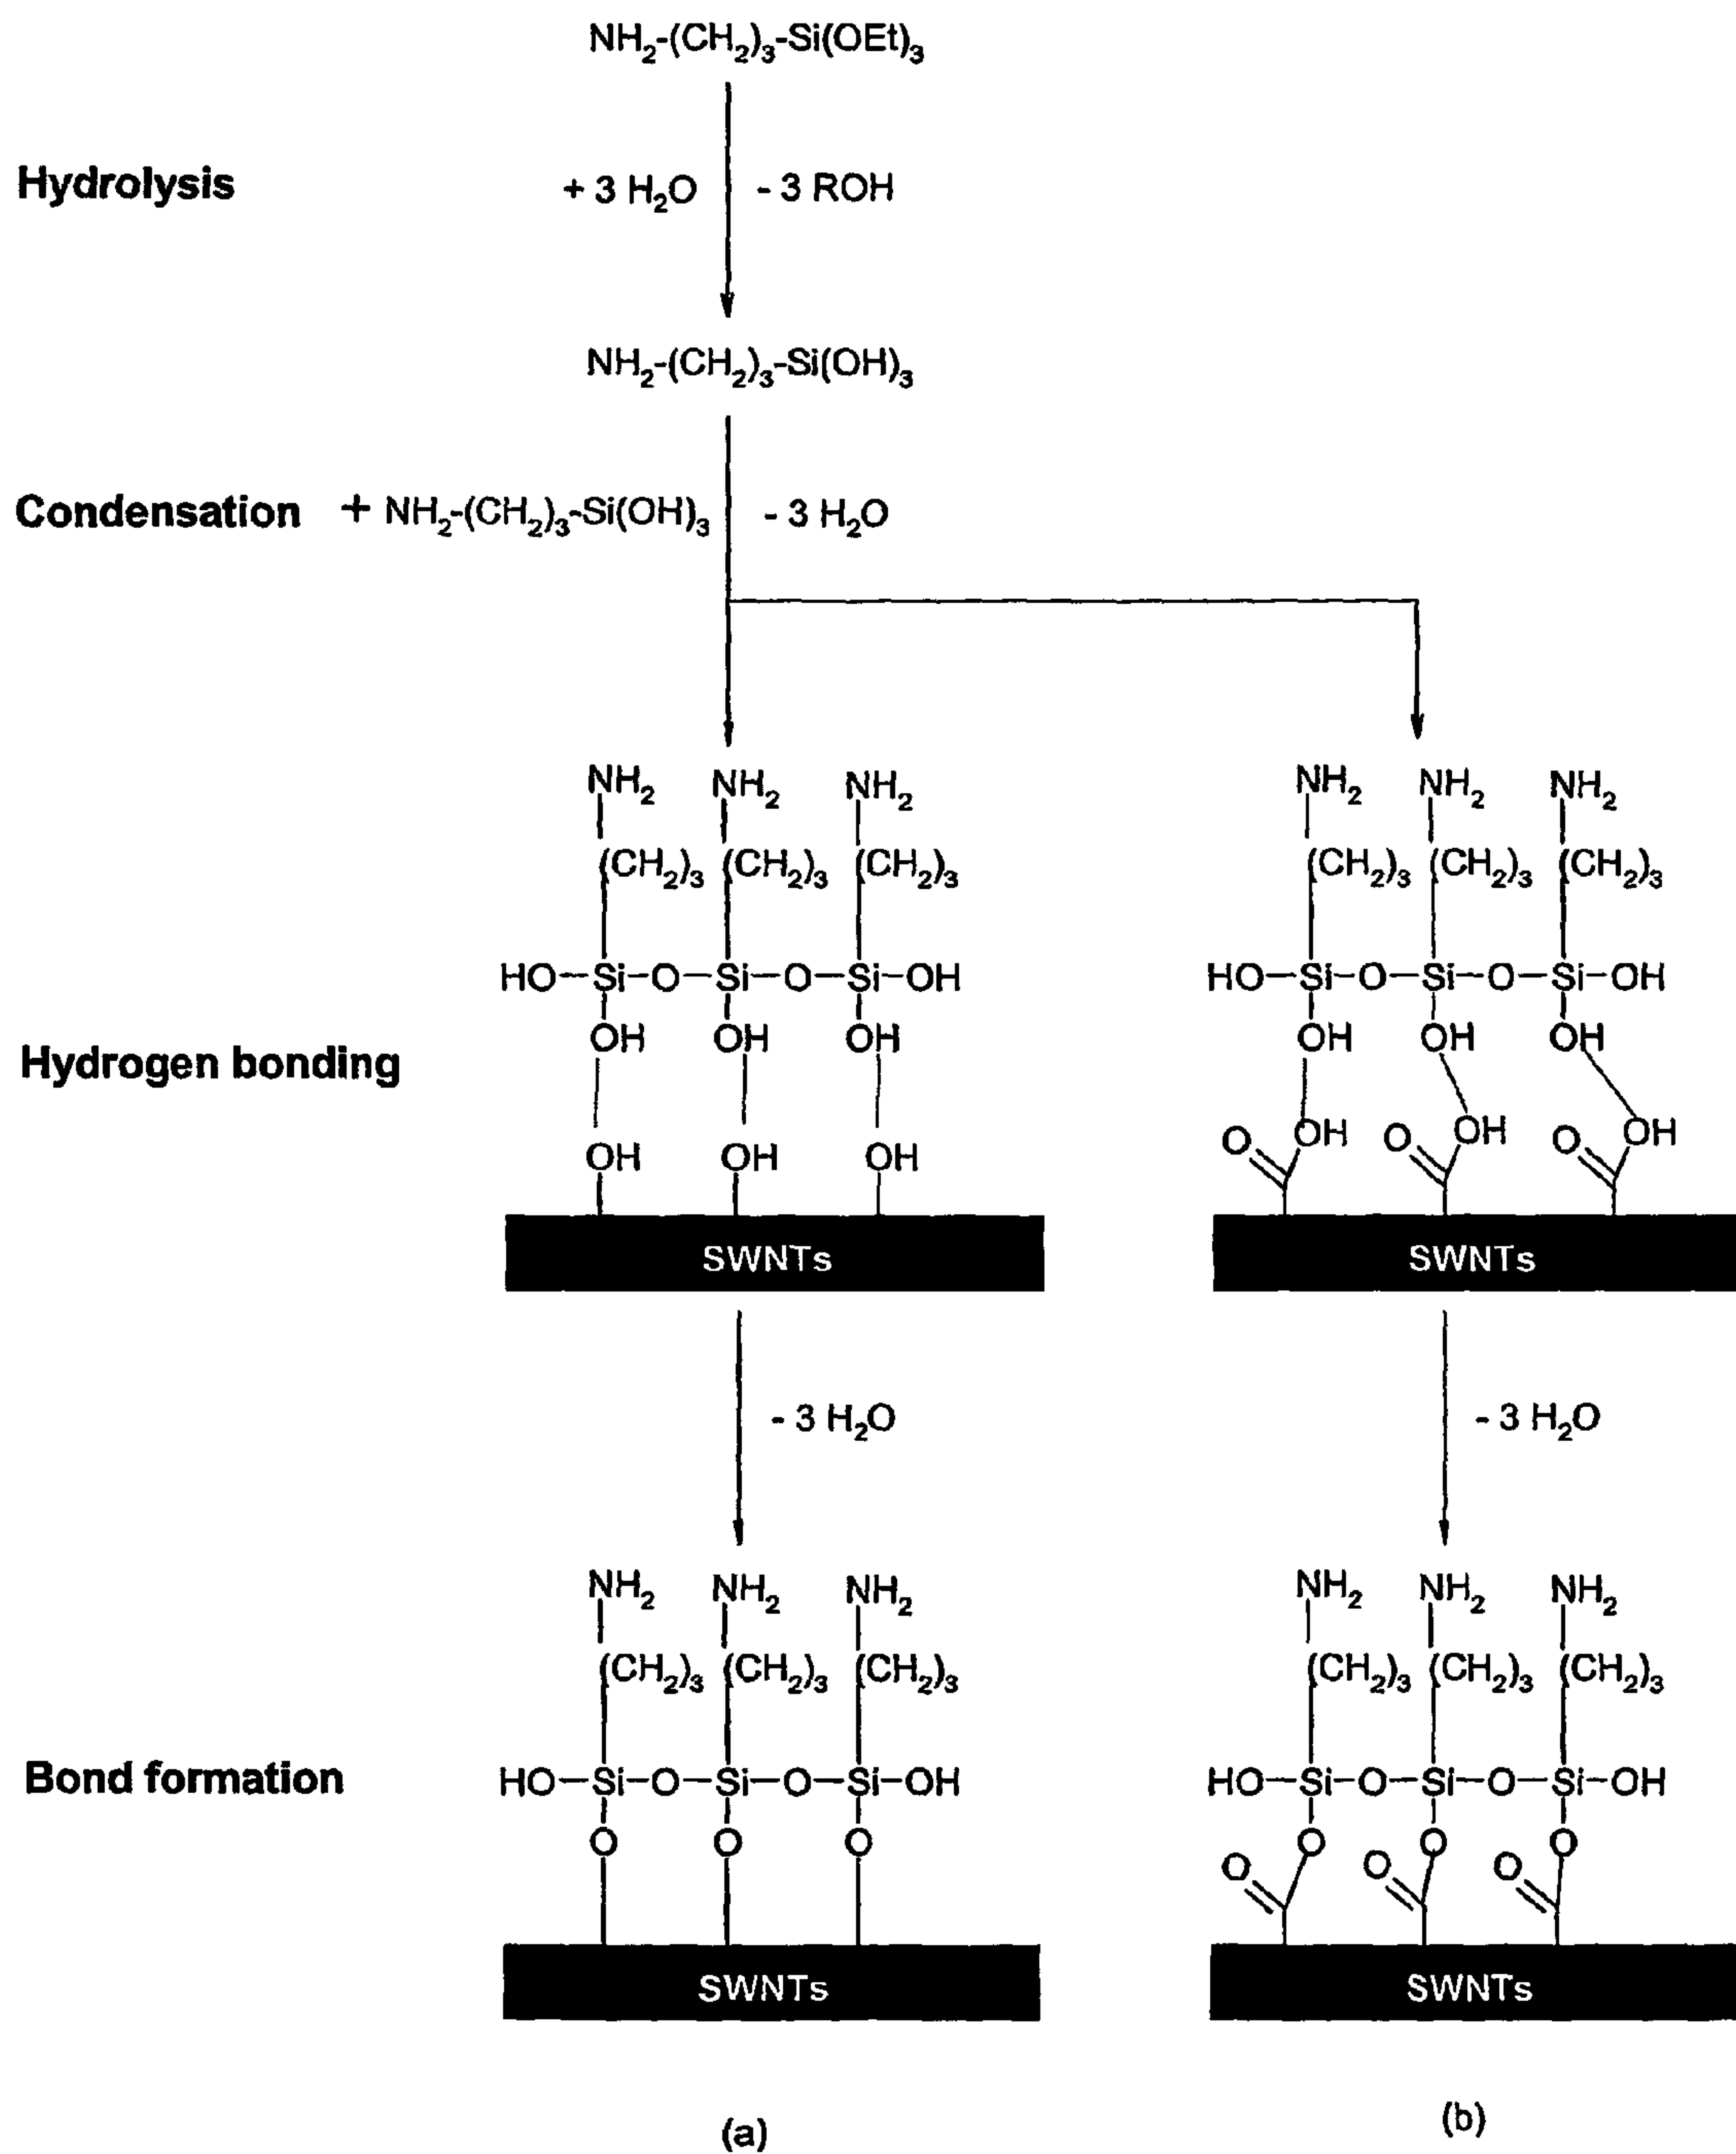 NH2-(CH2)3-Si(OEt)3
Hydrolysis + 3 H2O - 3 ROH
NH2-(CH2)3-Si(OH)3
Condensation + NH2-(CH2)3-Si(OH)3 - 3 H2O
NH2 NH2 NH2 NH2 NH2 NH2
(CH2)3 (CH2)3 (CH2)3 (CH2)3 (CH2)3 (CH2)3
HO-Si-O-Si-O-Si-OH HO-Si-O-Si-O-Si-OH
OH OH OH OH OH OH
Hydrogen bonding
O OH O OH O OH
OH OH OH
SWNTs SWNTs
- 3 H2O - 3 H2O
NH2 NH2 NH2 NH2 NH2 NH2
(CH2)3 (CH2)3 (CH2)3 (CH2)3 (CH2)3 (CH2)3
Bond formation HO-Si-O-Si-O-Si-OH HO-Si-O-Si-O-Si-OH
O O O O O O
O O O
SWNTs SWNTs
(a) (b)